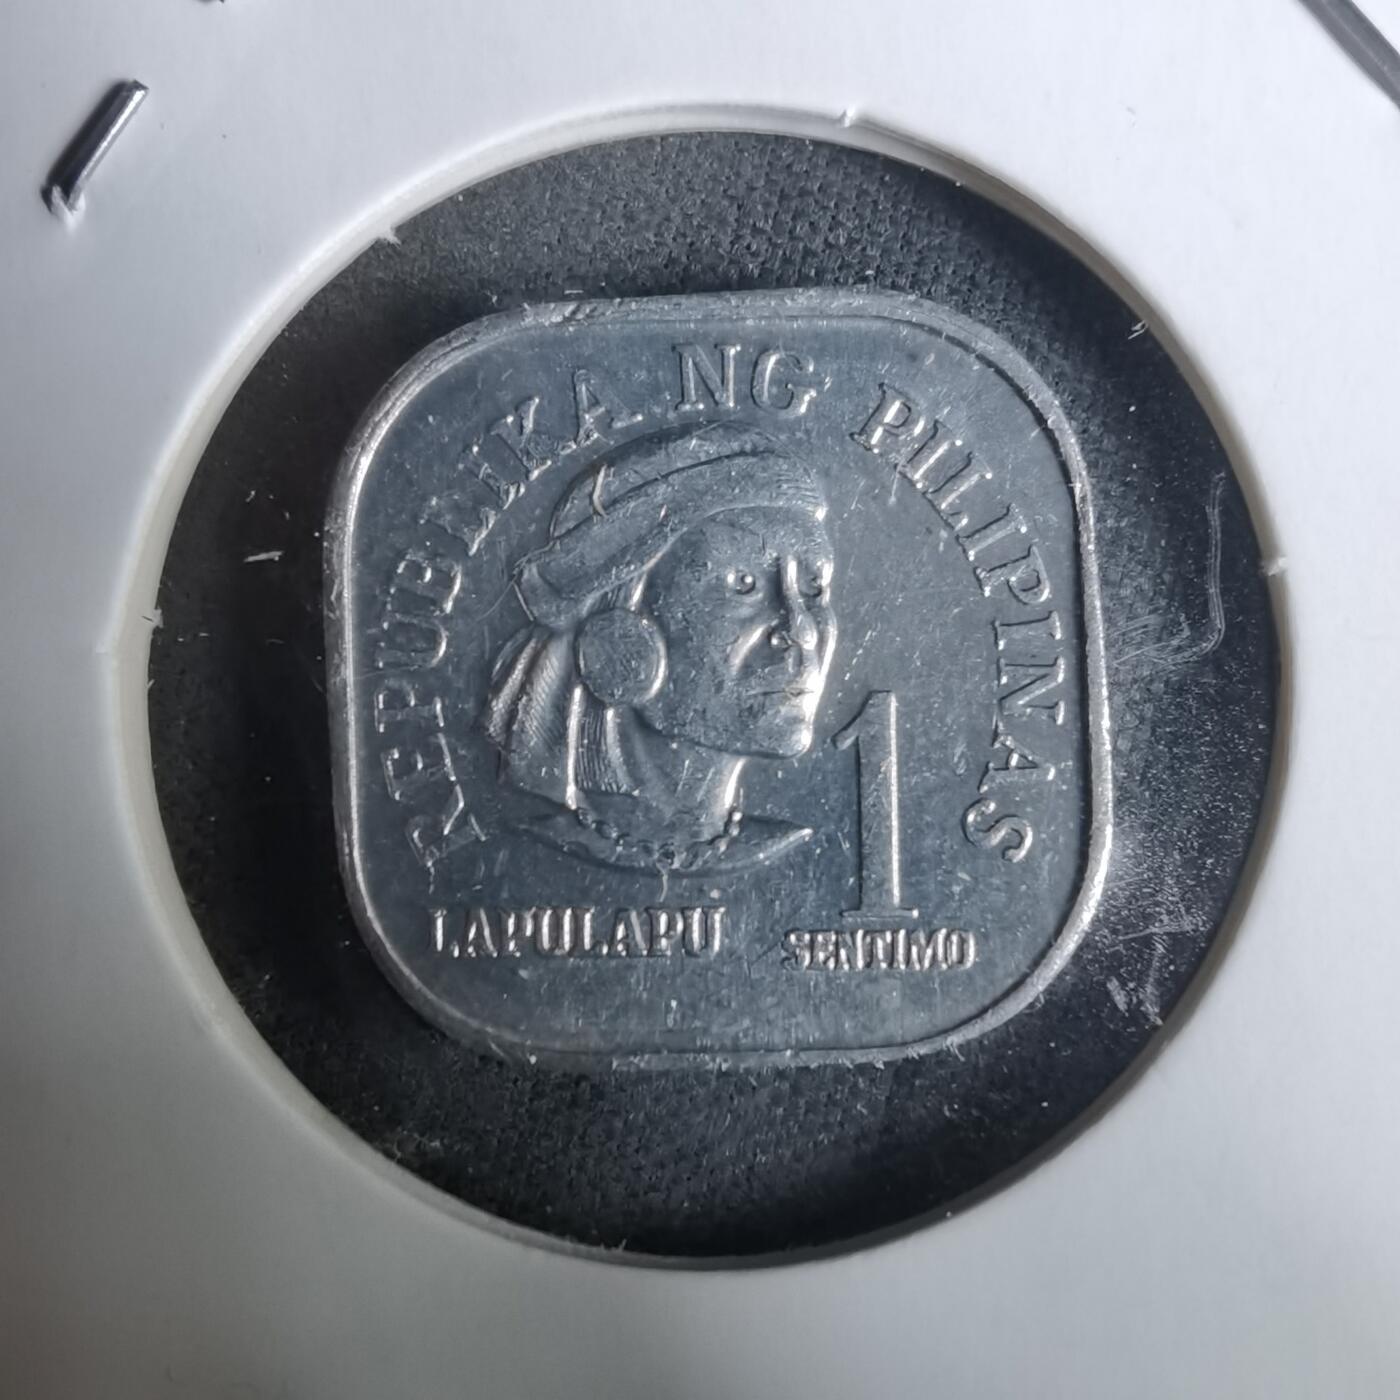 REPUBLIKA NG PILIPINAS
1
LAPULAPU
SENTIMO